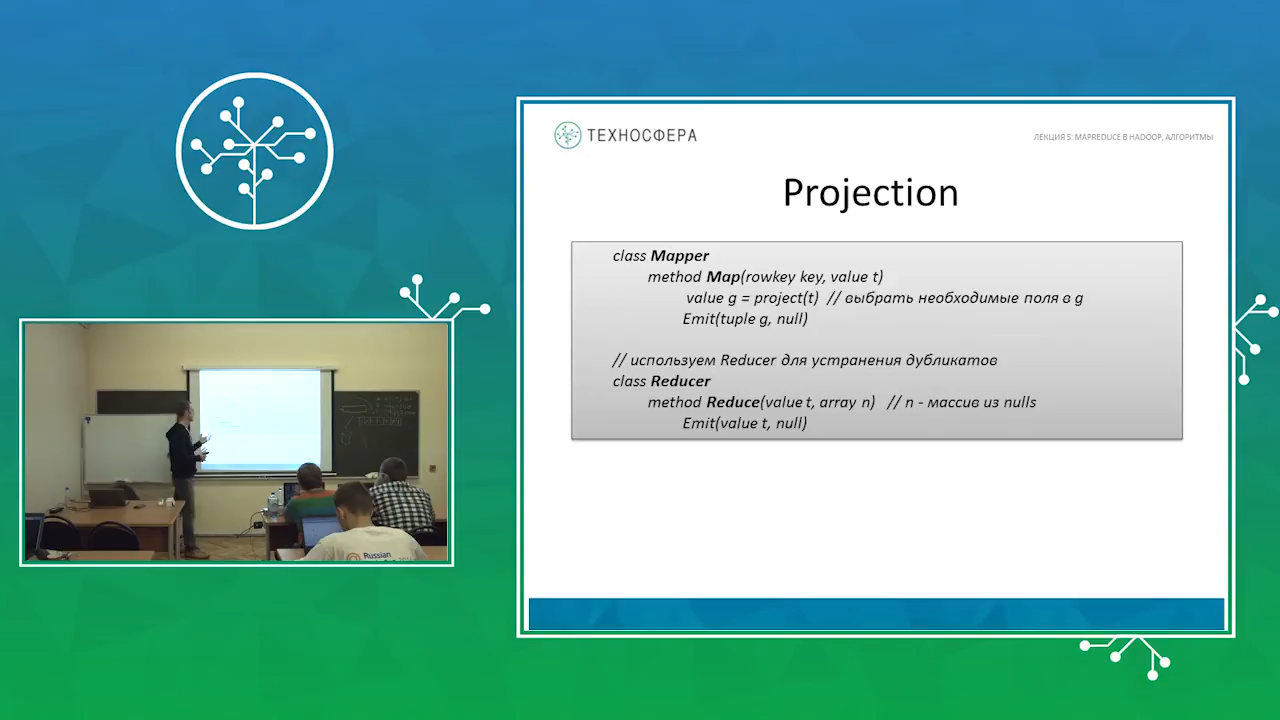 ТЕХНОСФЕРА
ЛЕКЦИЯ 5: MAPREDUCE В HADOOP, АЛГОРИТМЫ
Projection
class Mapper
method Map(rowkey key, value t)
value g = project(t) // выбрать необходимые поля в g
Emit(tuple g, null)
// используем Reducer для устранения дубликатов
class Reducer
method Reduce(value t, array n) // n - массив из nulls
Emit(value t, null)
Russian